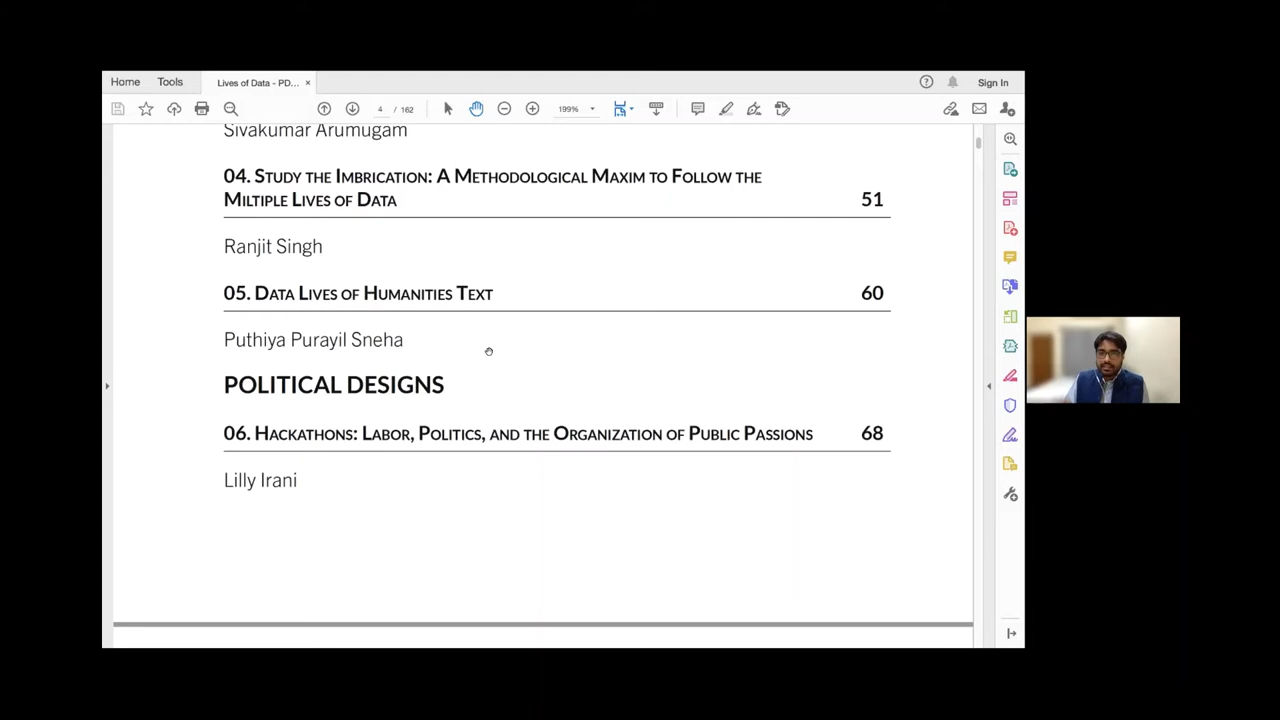 Home Tools Lives of Data - PD... × Sign In
4 / 162 199%
Sivakumar Arumugam
04. Study the Imbrication: A Methodological Maxim to Follow the
Miltiple Lives of Data 51
Ranjit Singh
05. Data Lives of Humanities Text 60
Puthiya Purayil Sneha
POLITICAL DESIGNS
06. Hackathons: Labor, Politics, and the Organization of Public Passions 68
Lilly Irani